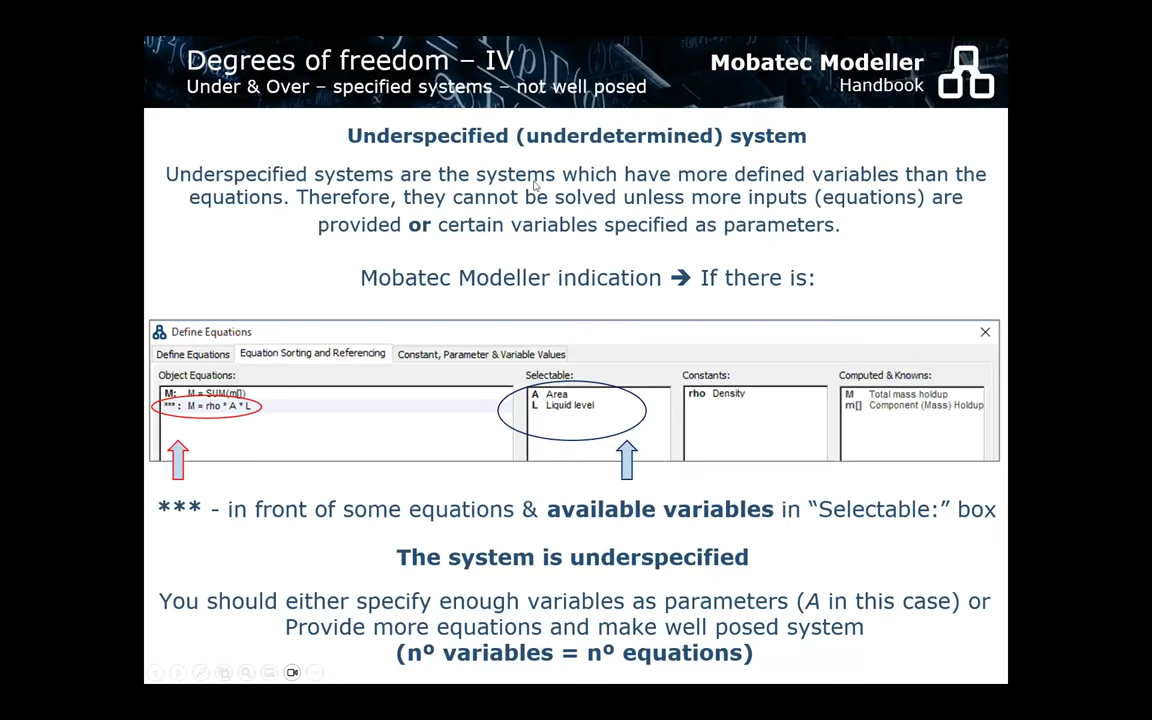 Degrees of freedom – IV
Under & Over – specified systems – not well posed
Mobatec Modeller
Handbook
Underspecified (underdetermined) system
Underspecified systems are the systems which have more defined variables than the
equations. Therefore, they cannot be solved unless more inputs (equations) are
provided or certain variables specified as parameters.
Mobatec Modeller indication ➔ If there is:
Define Equations
Define Equations Equation Sorting and Referencing Constant, Parameter & Variable Values
Object Equations: Selectable: Constants: Computed & Knowns:
M: M = SUM(m[]) A Area rho Density M Total mass holdup
*** : M = rho * A * L L Liquid level m[] Component (Mass) Holdup
*** - in front of some equations & available variables in “Selectable:” box
The system is underspecified
You should either specify enough variables as parameters (A in this case) or
Provide more equations and make well posed system
(nº variables = nº equations)